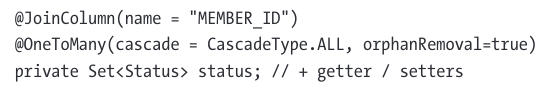 @JoinColumn(name = "MEMBER_ID")
@OneToMany(cascade = CascadeType.ALL, orphanRemoval=true)
private Set<Status> status; // + getter / setters